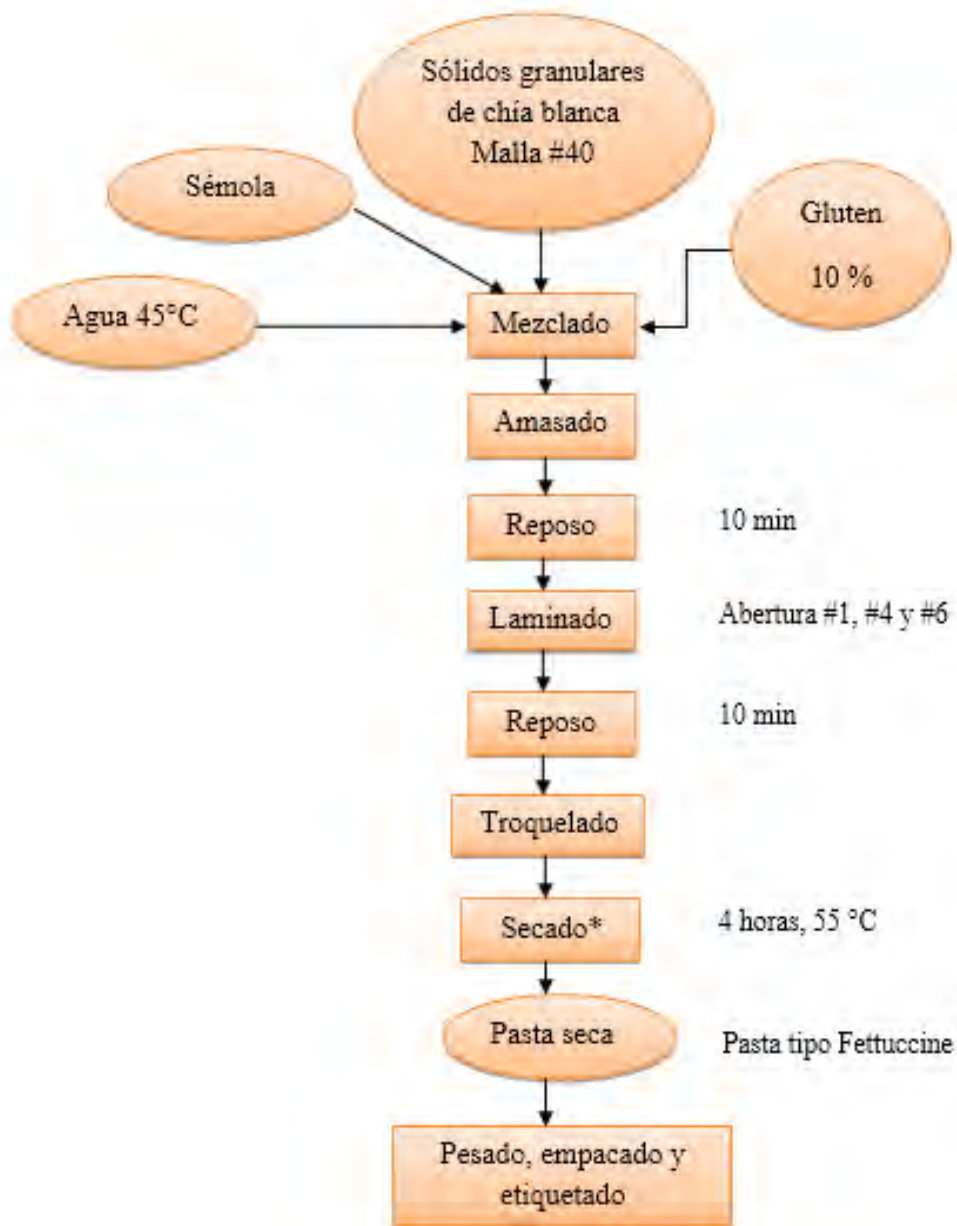 Sólidos granulares
de chía blanca
Malla #40
Sémola
Gluten
10 %
Agua 45°C
Mezclado
Amasado
Reposo
10 min
Laminado
Abertura #1, #4 y #6
Reposo
10 min
Troquelado
Secado*
4 horas, 55 °C
Pasta seca
Pasta tipo Fettuccine
Pesado, empacado y
etiquetado